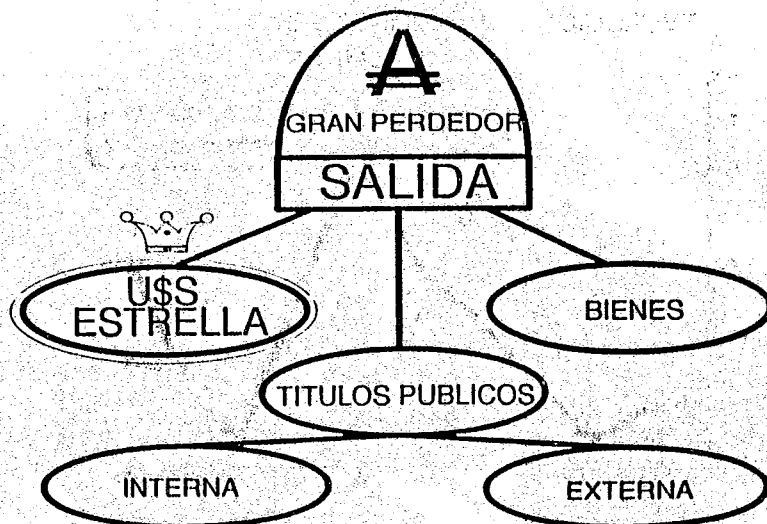 ₳
GRAN PERDEDOR
SALIDA
U$S
ESTRELLA
BIENES
TITULOS PUBLICOS
INTERNA
EXTERNA